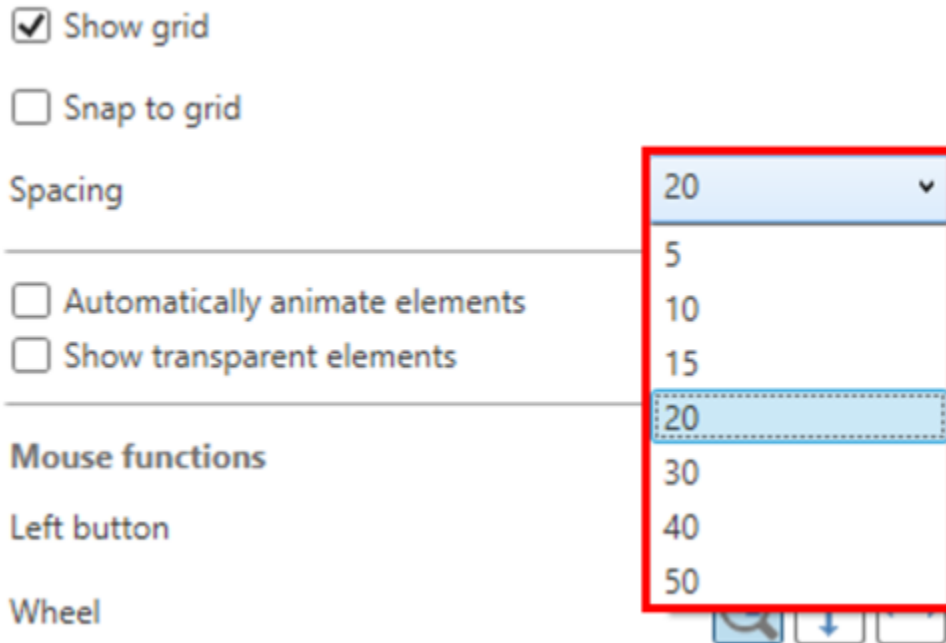 Show grid
Snap to grid
Spacing
20
5
10
15
20
30
40
50
Automatically animate elements
Show transparent elements
Mouse functions
Left button
Wheel